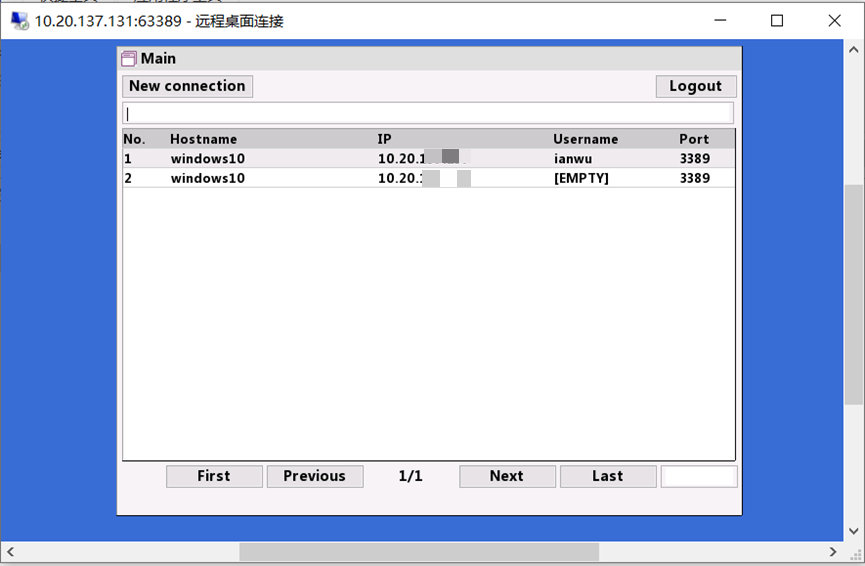 10.20.137.131:63389 - 远程桌面连接
Main
New connection Logout
No. Hostname IP Username Port
1 windows10 10.20. ianwu 3389
2 windows10 10.20. [EMPTY] 3389
First Previous 1/1 Next Last